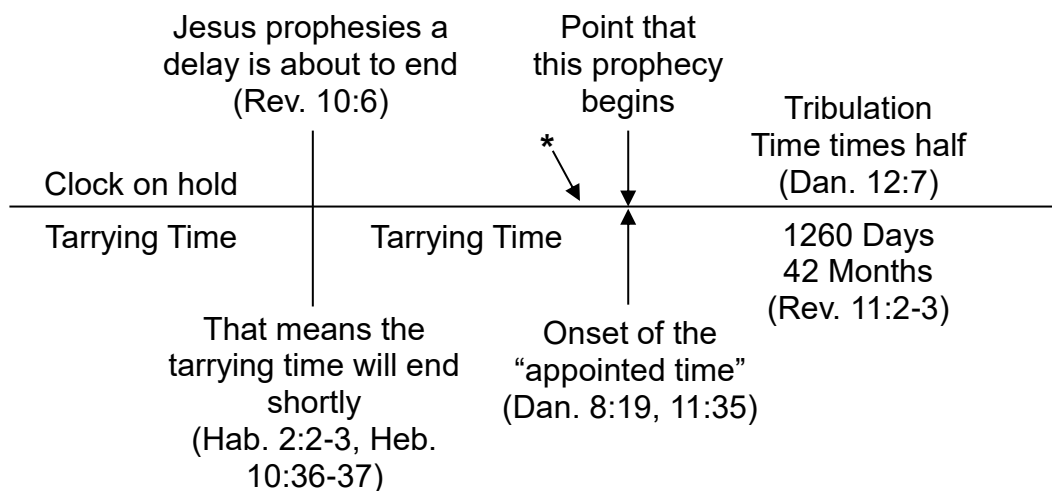 Jesus prophesies a
delay is about to end
(Rev. 10:6)
Point that
this prophecy
begins
*
Tribulation
Time times half
(Dan. 12:7)
Clock on hold
Tarrying Time
Tarrying Time
1260 Days
42 Months
(Rev. 11:2-3)
That means the
tarrying time will end
shortly
(Hab. 2:2-3, Heb.
10:36-37)
Onset of the
“appointed time”
(Dan. 8:19, 11:35)